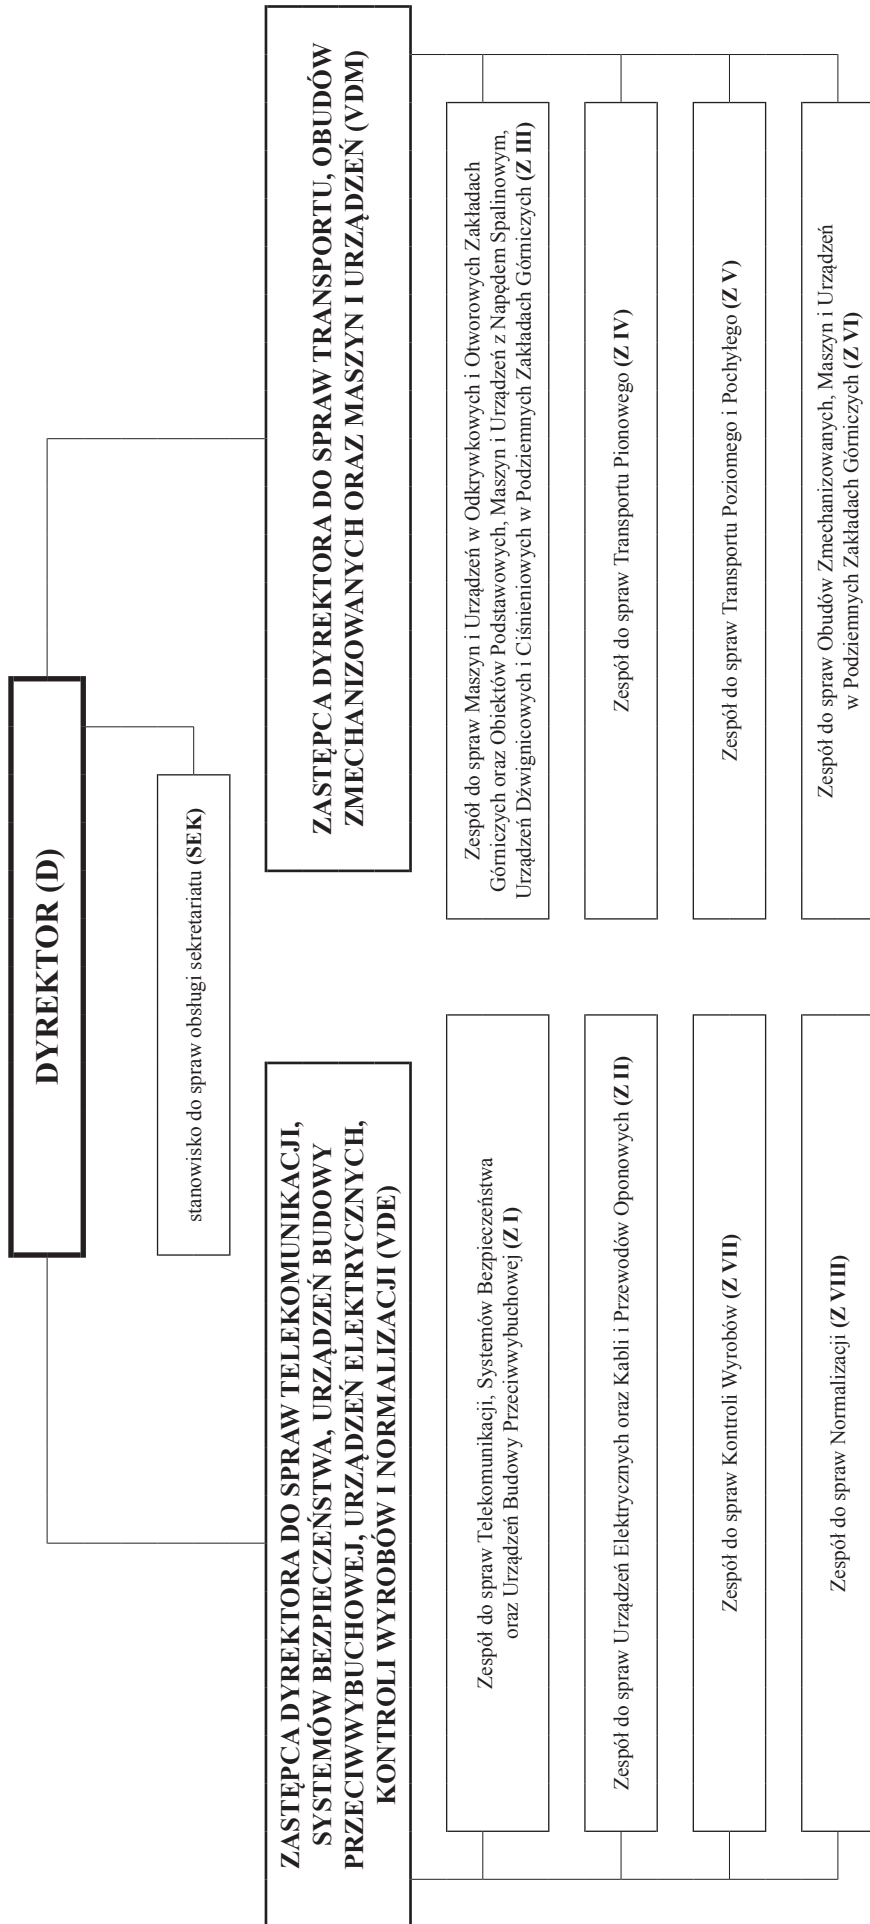 DYREKTOR (D)
stanowisko do spraw obsługi sekretariatu (SEK)
ZASTĘPCA DYREKTORA DO SPRAW TELEKOMUNIKACJI,
SYSTEMÓW BEZPIECZEŃSTWA, URZĄDZEŃ BUDOWY
PRZECIWWYBUCHOWEJ, URZĄDZEŃ ELEKTRYCZNYCH,
KONTROLI WYROBÓW I NORMALIZACJI (VDE)
Zespół do spraw Telekomunikacji, Systemów Bezpieczeństwa
oraz Urządzeń Budowy Przeciwwybuchowej (Z I)
Zespół do spraw Urządzeń Elektrycznych oraz Kabli i Przewodów Oponowych (Z II)
Zespół do spraw Kontroli Wyrobów (Z VII)
Zespół do spraw Normalizacji (Z VIII)
ZASTĘPCA DYREKTORA DO SPRAW TRANSPORTU, OBUDÓW
ZMECHANIZOWANYCH ORAZ MASZYN I URZĄDZEŃ (VDM)
Zespół do spraw Maszyn i Urządzeń w Odkrywkowych i Otworowych Zakładach
Górniczych oraz Obiektów Podstawowych, Maszyn i Urządzeń z Napędem Spalinowym,
Urządzeń Dźwignicowych i Ciśnieniowych w Podziemnych Zakładach Górniczych (Z III)
Zespół do spraw Transportu Pionowego (Z IV)
Zespół do spraw Transportu Poziomego i Pochyłego (Z V)
Zespół do spraw Obudów Zmechanizowanych, Maszyn i Urządzeń
w Podziemnych Zakładach Górniczych (Z VI)